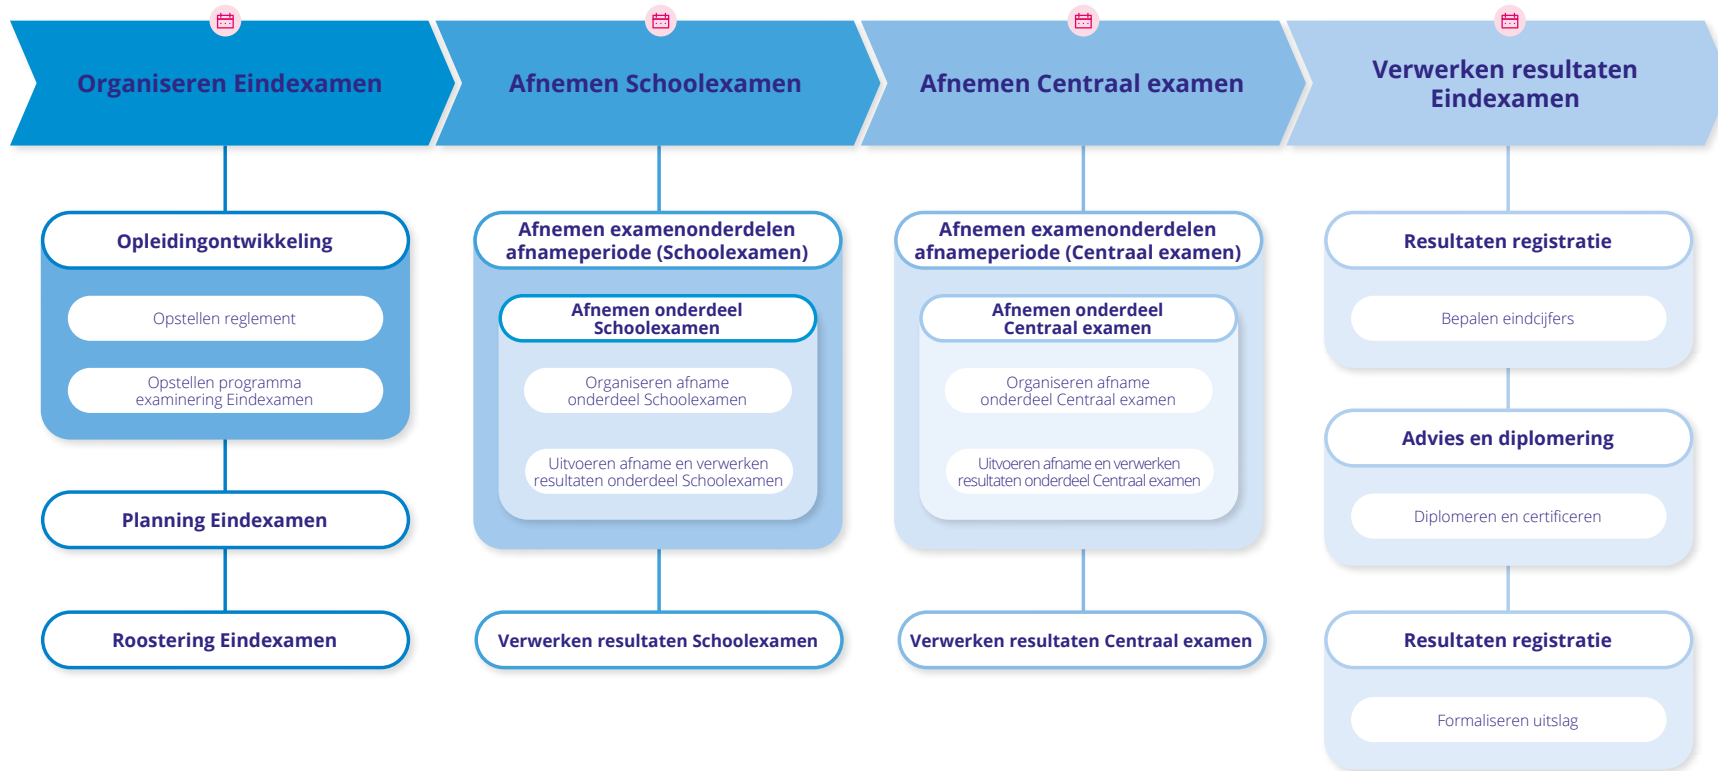 Organiseren Eindexamen
Afnemen Schoolexamen
Afnemen Centraal examen
Verwerken resultaten
Eindexamen
Opleidingontwikkeling
Opstellen reglement
Opstellen programma
examinering Eindexamen
Planning Eindexamen
Roostering Eindexamen
Afnemen examenonderdelen
afnameperiode (Schoolexamen)
Afnemen onderdeel
Schoolexamen
Organiseren afname
onderdeel Schoolexamen
Uitvoeren afname en verwerken
resultaten onderdeel Schoolexamen
Verwerken resultaten Schoolexamen
Afnemen examenonderdelen
afnameperiode (Centraal examen)
Afnemen onderdeel
Centraal examen
Organiseren afname
onderdeel Centraal examen
Uitvoeren afname en verwerken
resultaten onderdeel Centraal examen
Verwerken resultaten Centraal examen
Resultaten registratie
Bepalen eindcijfers
Advies en diplomering
Diplomeren en certificeren
Resultaten registratie
Formaliseren uitslag